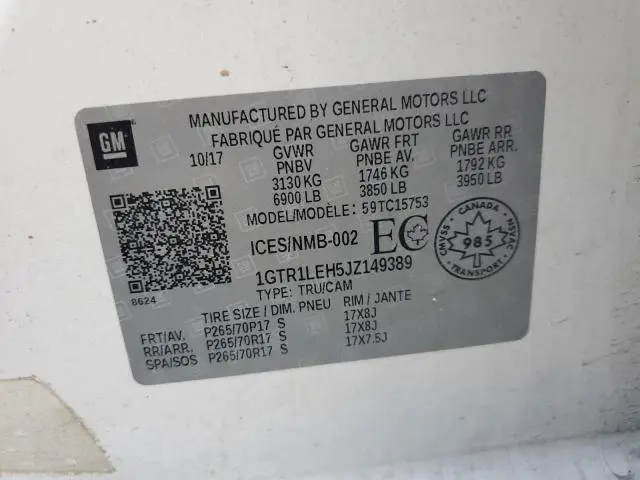 GM
MANUFACTURED BY GENERAL MOTORS LLC
FABRIQUÉ PAR GENERAL MOTORS LLC
10/17 GVWR GAWR FRT GAWR RR
PNBV PNBE AV. PNBE ARR.
3130 KG 1746 KG 1792 KG
6900 LB 3850 LB 3950 LB
MODEL/MODÈLE: 59TC15753
ICES/NMB-002 EC
CANADA
CMVSS 985 NSVAC
1GTR1LEH5JZ149389
TYPE: TRU/CAM
8624
TIRE SIZE / DIM. PNEU RIM / JANTE
FRT/AV. P265/70P17 S 17X8J
RR/ARR. P265/70R17 S 17X8J
SPA/SOS P265/70R17 S 17X7.5J